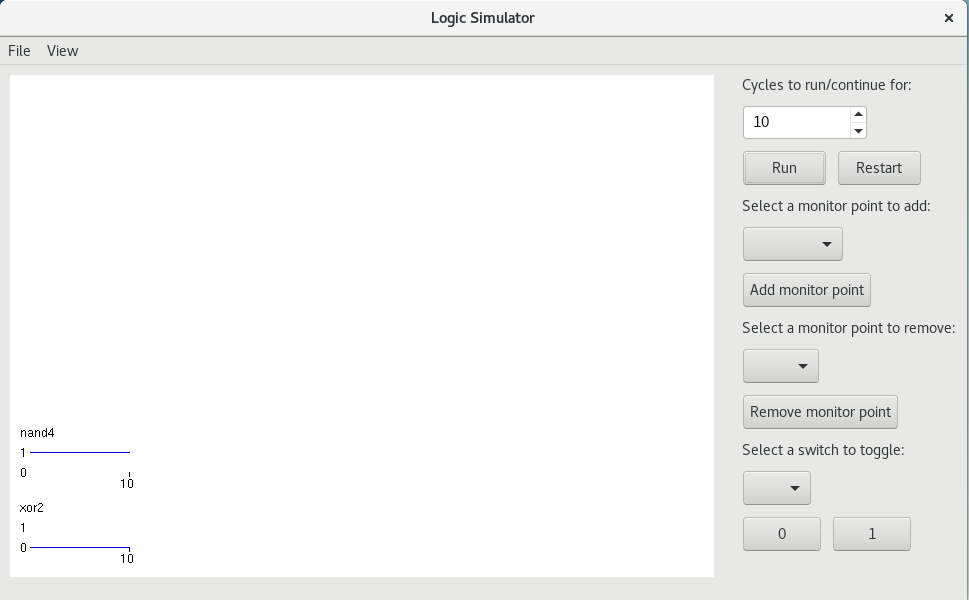 Logic Simulator
File View
Cycles to run/continue for:
10
Run Restart
Select a monitor point to add:
Add monitor point
Select a monitor point to remove:
Remove monitor point
Select a switch to toggle:
0 1
nand4
1
0
10
xor2
1
0
10